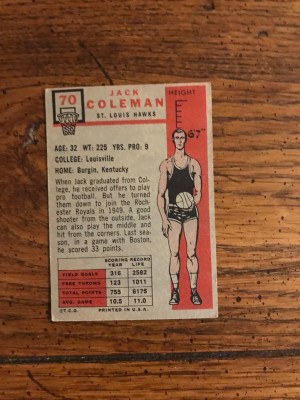 70
JACK
COLEMAN
ST. LOUIS HAWKS
HEIGHT
6'7"
AGE: 32 WT: 225 YRS. PRO: 9
COLLEGE: Louisville
HOME: Burgin, Kentucky
When Jack graduated from Col-
lege, he received offers to play
pro football. But he turned
them down to join the Roch-
ester Royals in 1949. A good
shooter from the outside, Jack
can also play the middle and
hit from the corners. Last sea-
son, in a game with Boston,
he scored 33 points.
SCORING RECORD
YEAR LIFE
FIELD GOALS 316 2582
FREE THROWS 123 1011
TOTAL POINTS 755 6175
AVG. GAME 10.5 11.0
©T.C.G. PRINTED IN U.S.A.